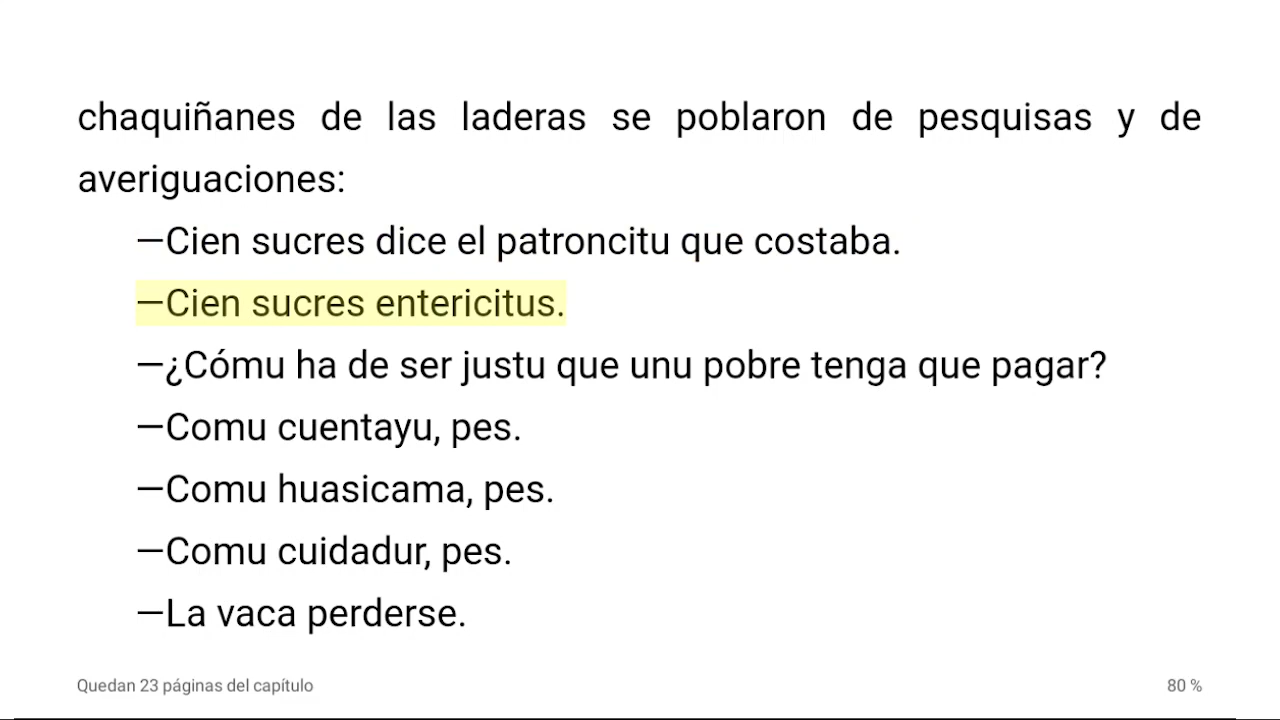 chaquiñanes de las laderas se poblaron de pesquisas y de
averiguaciones:
—Cien sucres dice el patroncitu que costaba.
—Cien sucres entericitus.
—¿Cómu ha de ser justu que unu pobre tenga que pagar?
—Comu cuentayu, pes.
—Comu huasicama, pes.
—Comu cuidadur, pes.
—La vaca perderse.
Quedan 23 páginas del capítulo
80 %